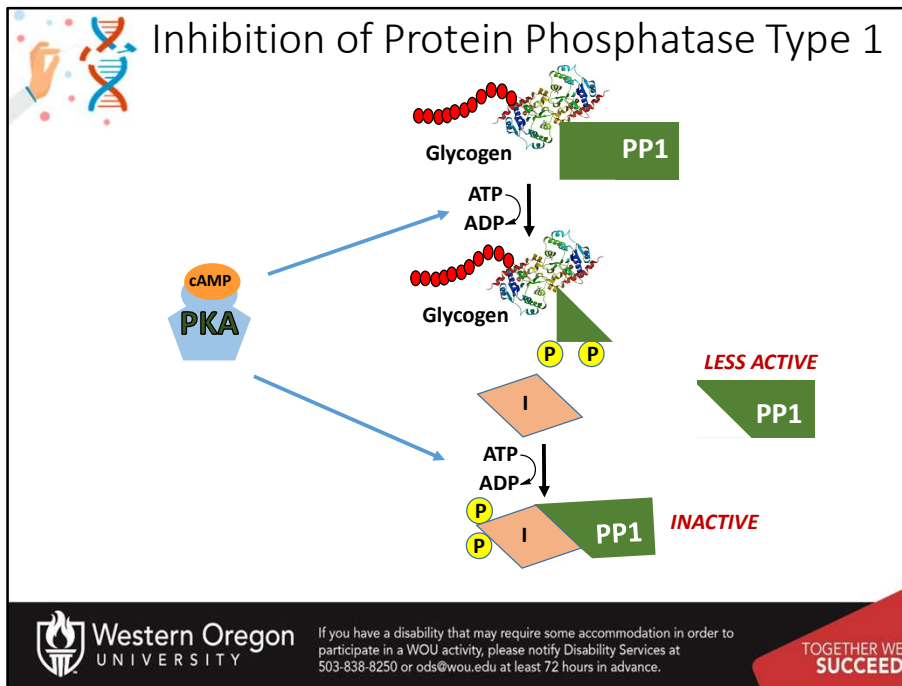 Inhibition of Protein Phosphatase Type 1
PP1
Glycogen
ATP
ADP
cAMP
PKA
Glycogen
P P
LESS ACTIVE
I
PP1
ATP
ADP
P
I
PP1
INACTIVE
P
Western Oregon
UNIVERSITY
If you have a disability that may require some accommodation in order to
participate in a WOU activity, please notify Disability Services at
503-838-8250 or ods@wou.edu at least 72 hours in advance.
TOGETHER WE
SUCCEED